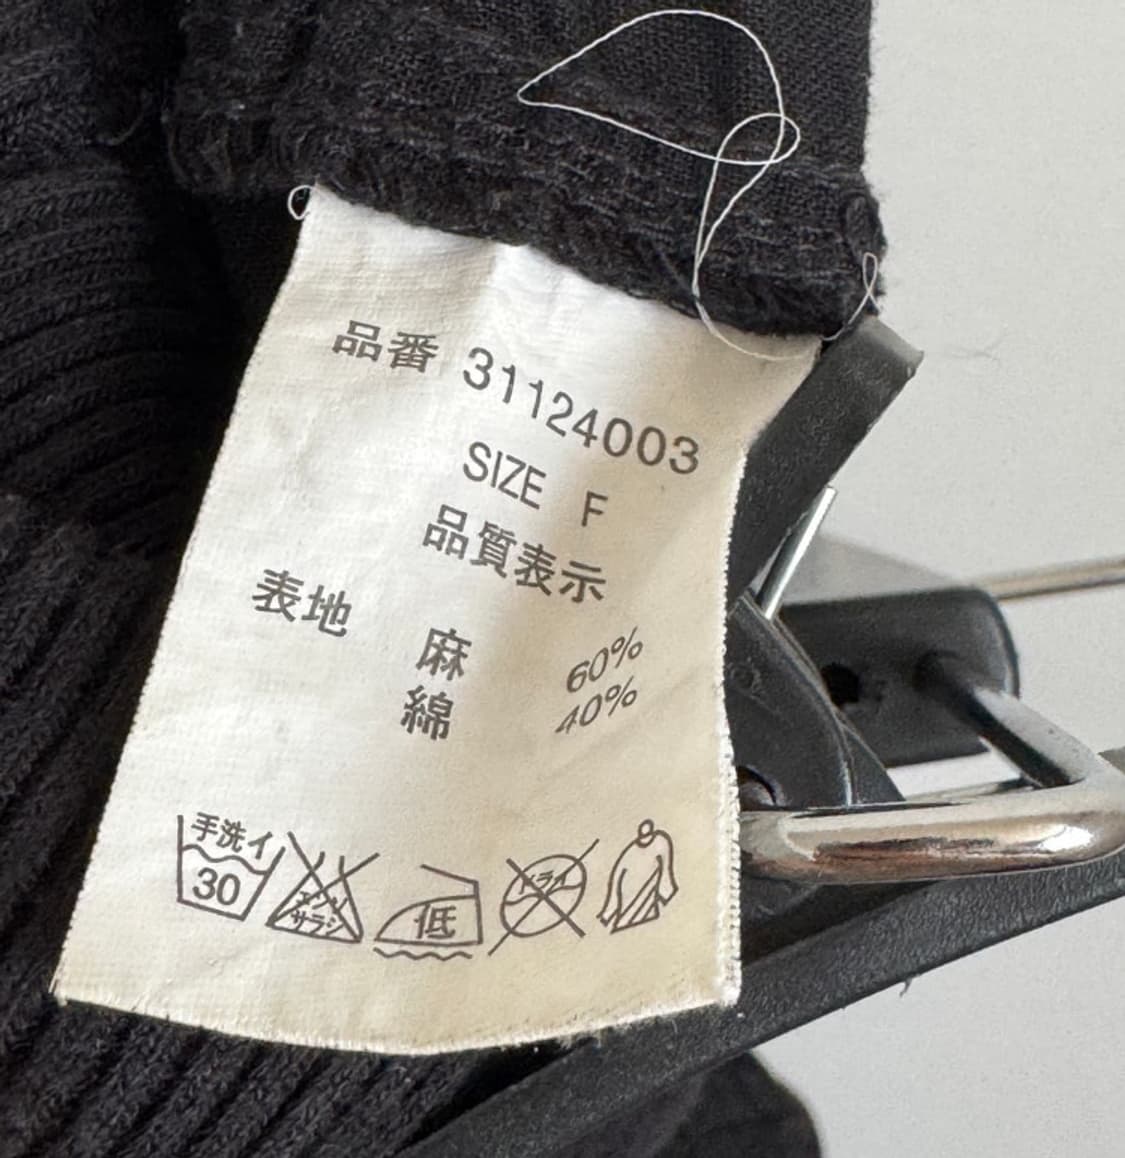 品番 31124003
SIZE F
品質表示
表地 麻 60%
綿 40%
手洗イ
30
エンソ
サラシ
低
ドライ